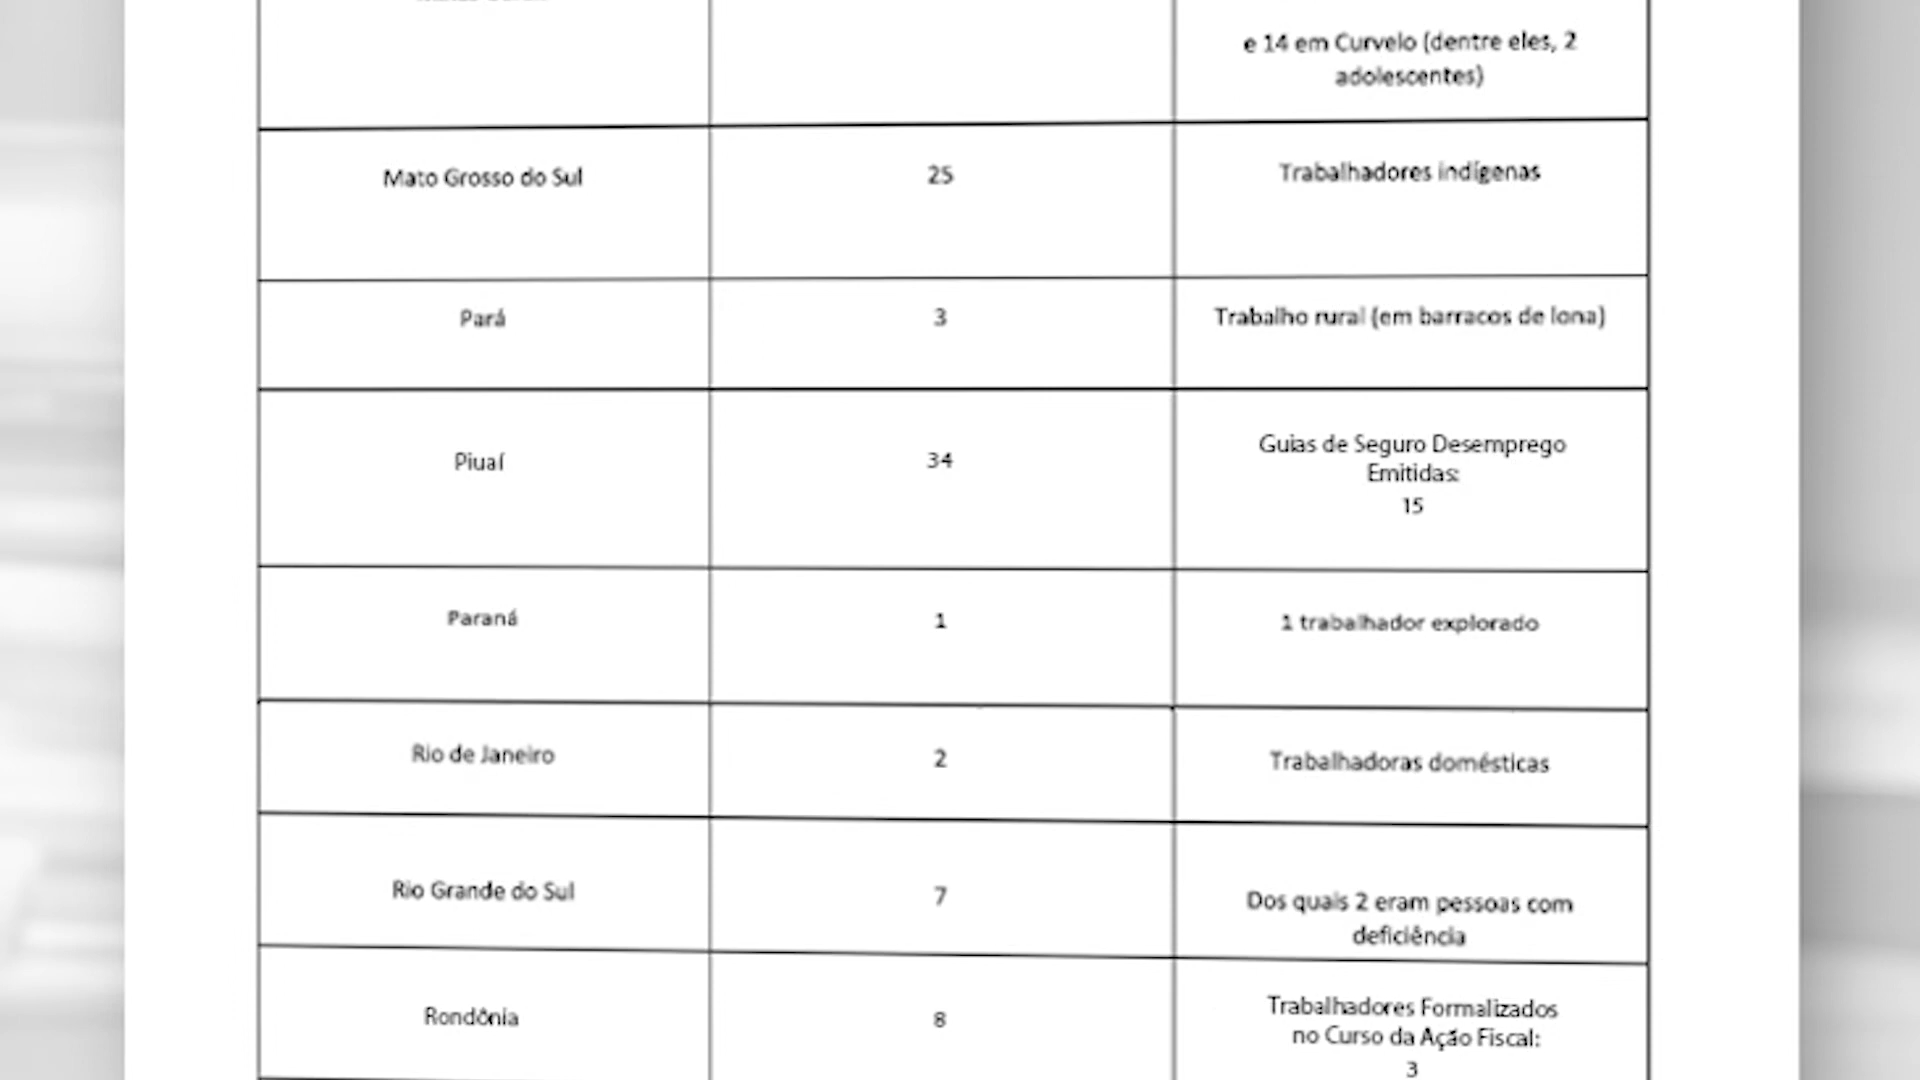 e 14 em Curvelo (dentre eles, 2
adolescentes)
Mato Grosso do Sul
25
Trabalhadores indígenas
Pará
3
Trabalho rural (em barracos de lona)
Piuaí
34
Guias de Seguro Desemprego
Emitidas:
15
Paraná
1
1 trabalhador explorado
Rio de Janeiro
2
Trabalhadoras domésticas
Rio Grande do Sul
7
Dos quais 2 eram pessoas com
deficiência
Rondônia
8
Trabalhadores Formalizados
no Curso da Ação Fiscal:
3